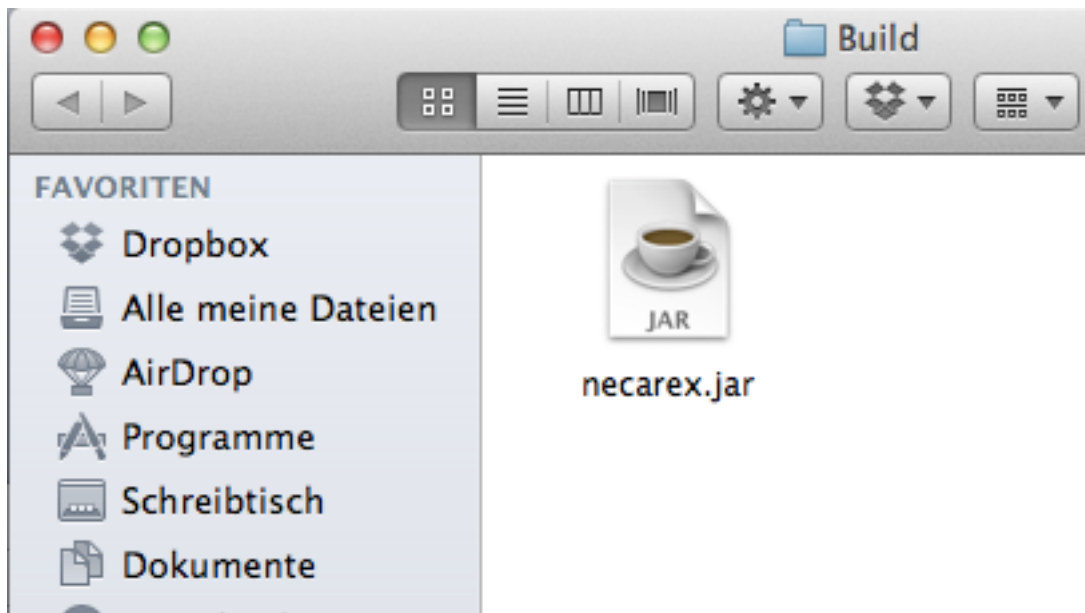 Build
FAVORITEN
Dropbox
Alle meine Dateien
AirDrop
Programme
Schreibtisch
Dokumente
JAR
necarex.jar